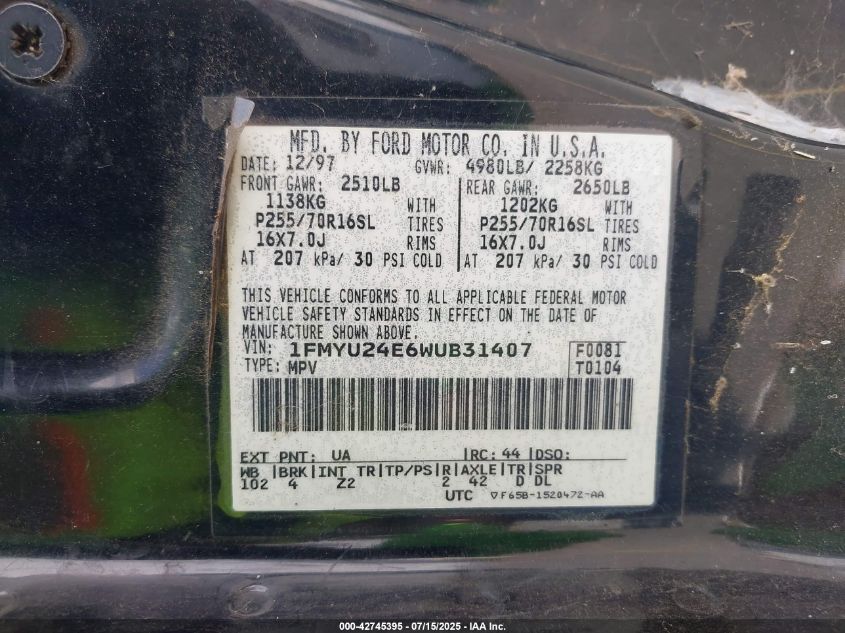 MFD. BY FORD MOTOR CO. IN U.S.A.
DATE: 12/97 GVWR: 4980LB/ 2258KG
FRONT GAWR: 2510LB REAR GAWR: 2650LB
1138KG WITH 1202KG WITH
P255/70R16SL TIRES P255/70R16SL TIRES
16X7.0J RIMS 16X7.0J RIMS
AT 207 kPa/ 30 PSI COLD AT 207 kPa/ 30 PSI COLD
THIS VEHICLE CONFORMS TO ALL APPLICABLE FEDERAL MOTOR
VEHICLE SAFETY STANDARDS IN EFFECT ON THE DATE OF
MANUFACTURE SHOWN ABOVE.
VIN: 1FMYU24E6WUB31407 F0081
TYPE: MPV T0104
EXT PNT: UA RC: 44 DSO:
WB BRK INT TR TP/PS R AXLE TR SPR
102 4 Z2 2 42 D DL
UTC ▽F65B-1520472-AA
000-42745395 - 07/15/2025 - IAA Inc.